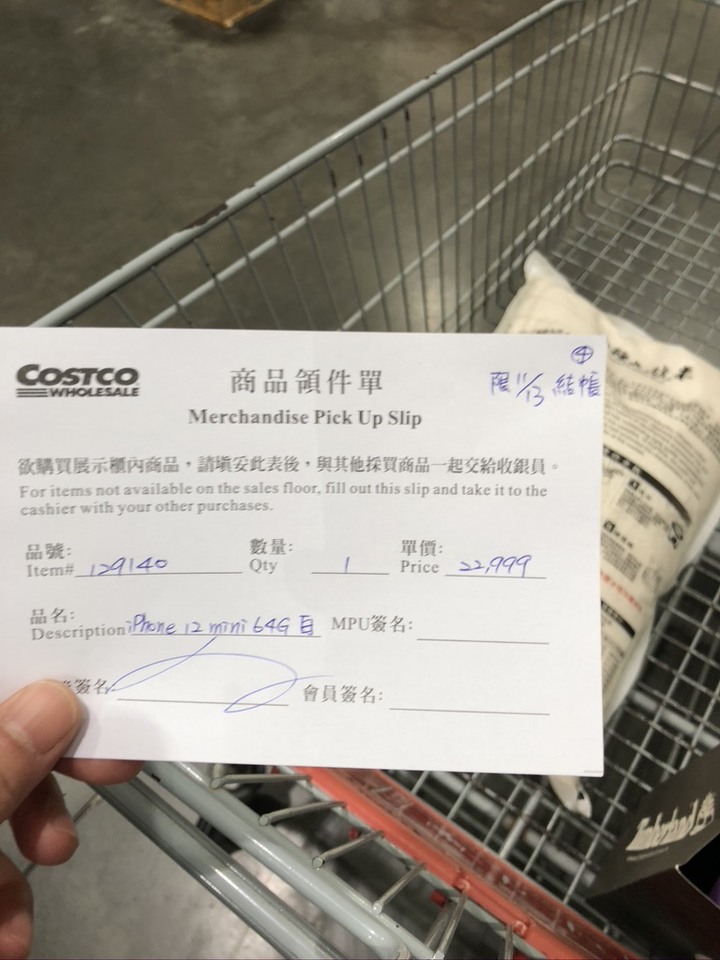 ④
COSTCO
WHOLESALE
商品領件單
限11/13 結帳
Merchandise Pick Up Slip
欲購買展示櫃內商品，請填妥此表後，與其他採買商品一起交給收銀員。
For items not available on the sales floor, fill out this slip and take it to the
cashier with your other purchases.
品號: 數量: 單價:
Item# 129140 Qty 1 Price 22,999
品名:
Description iPhone 12 mini 64G 白 MPU簽名:
簽名 會員簽名:
Timberland